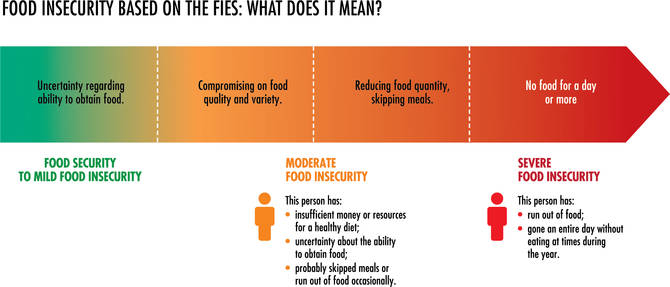 FOOD INSECURITY BASED ON THE FIES: WHAT DOES IT MEAN?
Uncertainty regarding
ability to obtain food.
Compromising on food
quality and variety.
Reducing food quantity,
skipping meals.
No food for a day
or more
FOOD SECURITY
TO MILD FOOD INSECURITY
MODERATE
FOOD INSECURITY
This person has:
• insufficient money or resources
for a healthy diet;
• uncertainty about the ability
to obtain food;
• probably skipped meals or
run out of food occasionally.
SEVERE
FOOD INSECURITY
This person has:
• run out of food;
• gone an entire day without
eating at times during
the year.